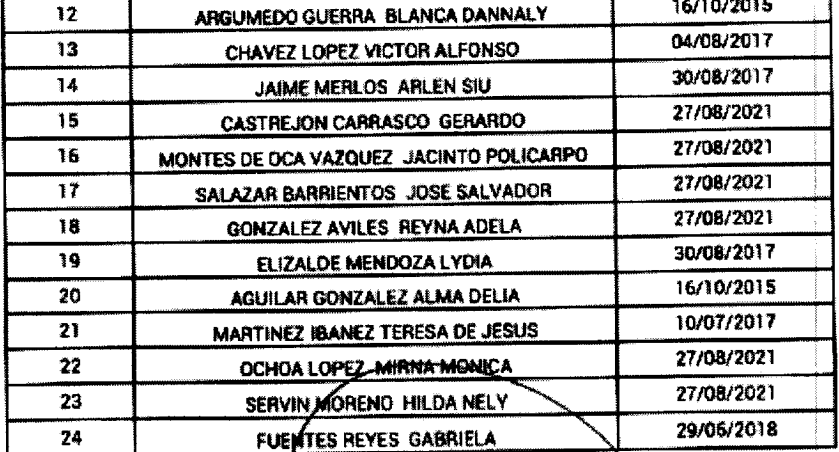 12 ARGUMEDO GUERRA BLANCA DANNALY 16/10/2015
13 CHAVEZ LOPEZ VICTOR ALFONSO 04/08/2017
14 JAIME MERLOS ARLEN SIU 30/08/2017
15 CASTREJON CARRASCO GERARDO 27/08/2021
16 MONTES DE OCA VAZQUEZ JACINTO POLICARPO 27/08/2021
17 SALAZAR BARRIENTOS JOSE SALVADOR 27/08/2021
18 GONZALEZ AVILES REYNA ADELA 27/08/2021
19 ELIZALDE MENDOZA LYDIA 30/08/2017
20 AGUILAR GONZALEZ ALMA DELIA 16/10/2015
21 MARTINEZ IBANEZ TERESA DE JESUS 10/07/2017
22 OCHOA LOPEZ MIRNA MONICA 27/08/2021
23 SERVIN MORENO HILDA NELY 27/08/2021
24 FUENTES REYES GABRIELA 29/06/2018